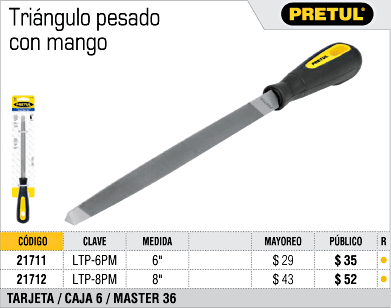 Triángulo pesado
con mango
PRETUL®
CÓDIGO CLAVE MEDIDA MAYOREO PÚBLICO R
21711 LTP-6PM 6" $ 29 $ 35
21712 LTP-8PM 8" $ 43 $ 52
TARJETA / CAJA 6 / MASTER 36